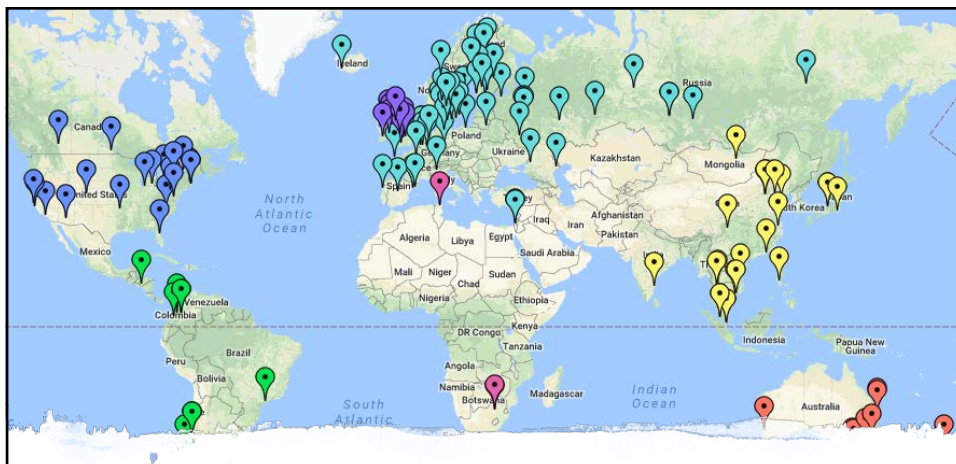 Iceland
Russia
Canada
Poland
Germany
Ukraine
Kazakhstan
Mongolia
United States
Spain
South Korea
North
Atlantic
Ocean
Iraq
Iran
Afghanistan
Pakistan
Mexico
Algeria
Libya
Egypt
Saudi Arabia
Mali
Niger
Sudan
Chad
Venezuela
Nigeria
Ethiopia
Colombia
DR Congo
Kenya
Indonesia
Papua New
Guinea
Tanzania
Peru
Brazil
Angola
Bolivia
Namibia
Madagascar
Botswana
Indian
Ocean
Australia
South
Atlantic